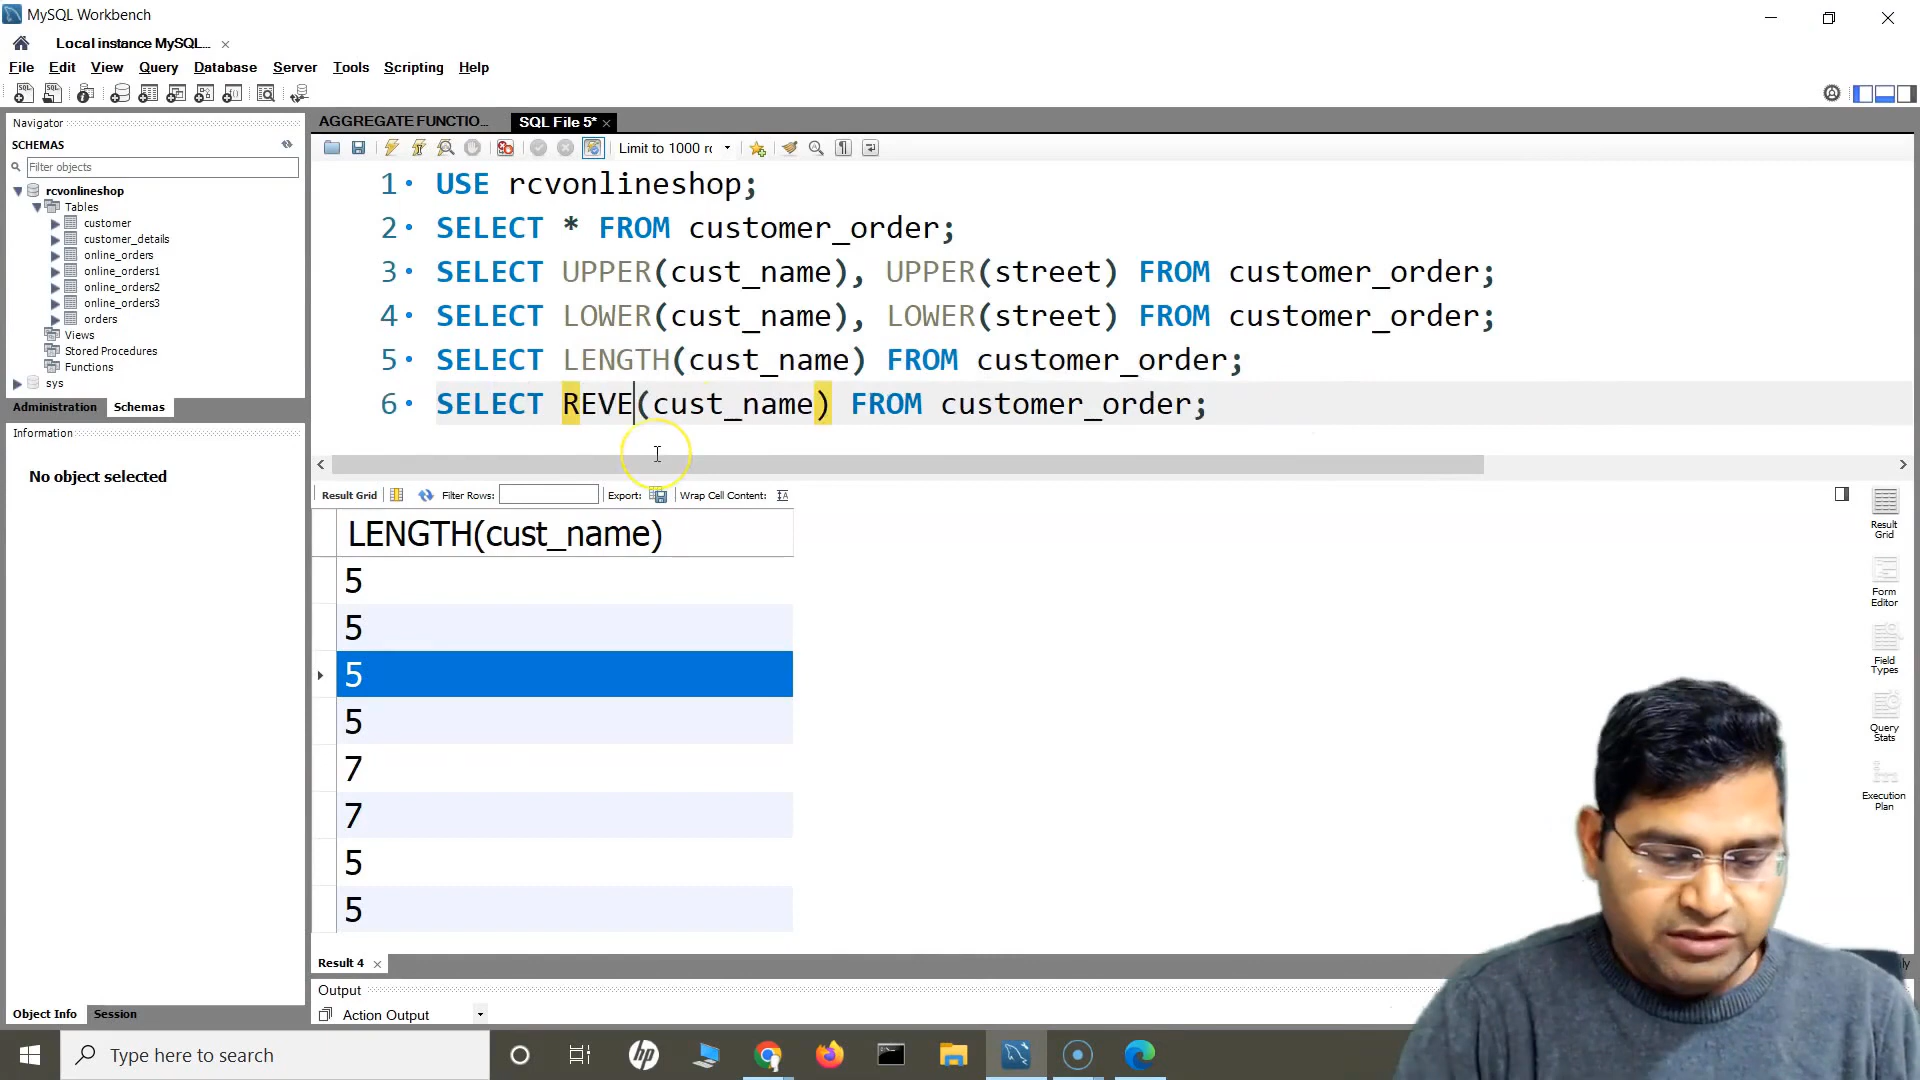 MySQL Workbench
Local instance MySQL... ×
File Edit View Query Database Server Tools Scripting Help
Navigator
SCHEMAS
Filter objects
rcvonlineshop
Tables
customer
customer_details
online_orders
online_orders1
online_orders2
online_orders3
orders
Views
Stored Procedures
Functions
sys
Administration Schemas
Information
No object selected
Object Info Session
AGGREGATE FUNCTIO... SQL File 5* ×
Limit to 1000 r
1 USE rcvonlineshop;
2 SELECT * FROM customer_order;
3 SELECT UPPER(cust_name), UPPER(street) FROM customer_order;
4 SELECT LOWER(cust_name), LOWER(street) FROM customer_order;
5 SELECT LENGTH(cust_name) FROM customer_order;
6 SELECT REVE(cust_name) FROM customer_order;
Result Grid Filter Rows: Export: Wrap Cell Content:
LENGTH(cust_name)
5
5
5
5
7
7
5
5
Result Grid
Form Editor
Field Types
Query Stats
Execution Plan
Result 4 ×
Output
Action Output
Type here to search